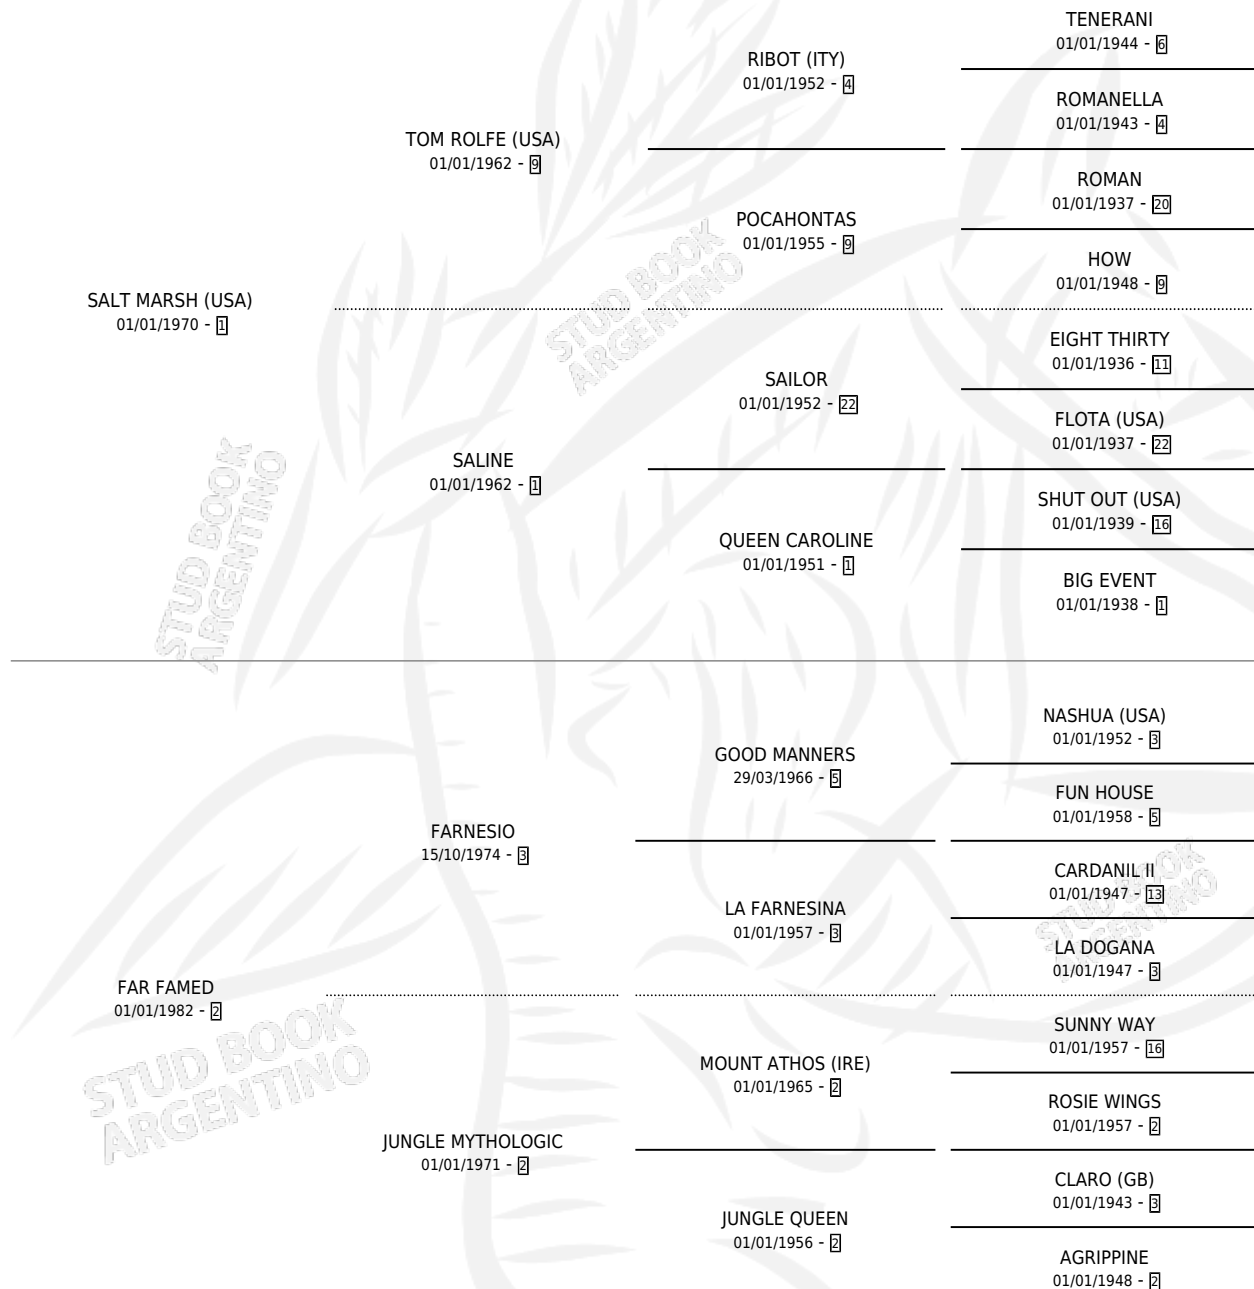 TENERANI
01/01/1944 - 6
RIBOT (ITY)
01/01/1952 - 4
ROMANELLA
01/01/1943 - 4
TOM ROLFE (USA)
01/01/1962 - 9
ROMAN
01/01/1937 - 20
POCAHONTAS
01/01/1955 - 9
HOW
01/01/1948 - 9
SALT MARSH (USA)
01/01/1970 - 1
STUD BOOK
ARGENTINO
EIGHT THIRTY
01/01/1936 - 11
SAILOR
01/01/1952 - 22
FLOTA (USA)
01/01/1937 - 22
SALINE
01/01/1962 - 1
SHUT OUT (USA)
01/01/1939 - 16
QUEEN CAROLINE
01/01/1951 - 1
BIG EVENT
01/01/1938 - 1
STUD BOOK
ARGENTINO
NASHUA (USA)
01/01/1952 - 3
GOOD MANNERS
29/03/1966 - 5
FUN HOUSE
01/01/1958 - 5
FARNESIO
15/10/1974 - 3
CARDANIL II
01/01/1947 - 13
LA FARNESINA
01/01/1957 - 3
STUD BOOK
ARGENTINO
LA DOGANA
01/01/1947 - 3
FAR FAMED
01/01/1982 - 2
SUNNY WAY
01/01/1957 - 16
MOUNT ATHOS (IRE)
01/01/1965 - 2
STUD BOOK
ARGENTINO
ROSIE WINGS
01/01/1957 - 2
JUNGLE MYTHOLOGIC
01/01/1971 - 2
CLARO (GB)
01/01/1943 - 3
JUNGLE QUEEN
01/01/1956 - 2
AGRIPPINE
01/01/1948 - 2